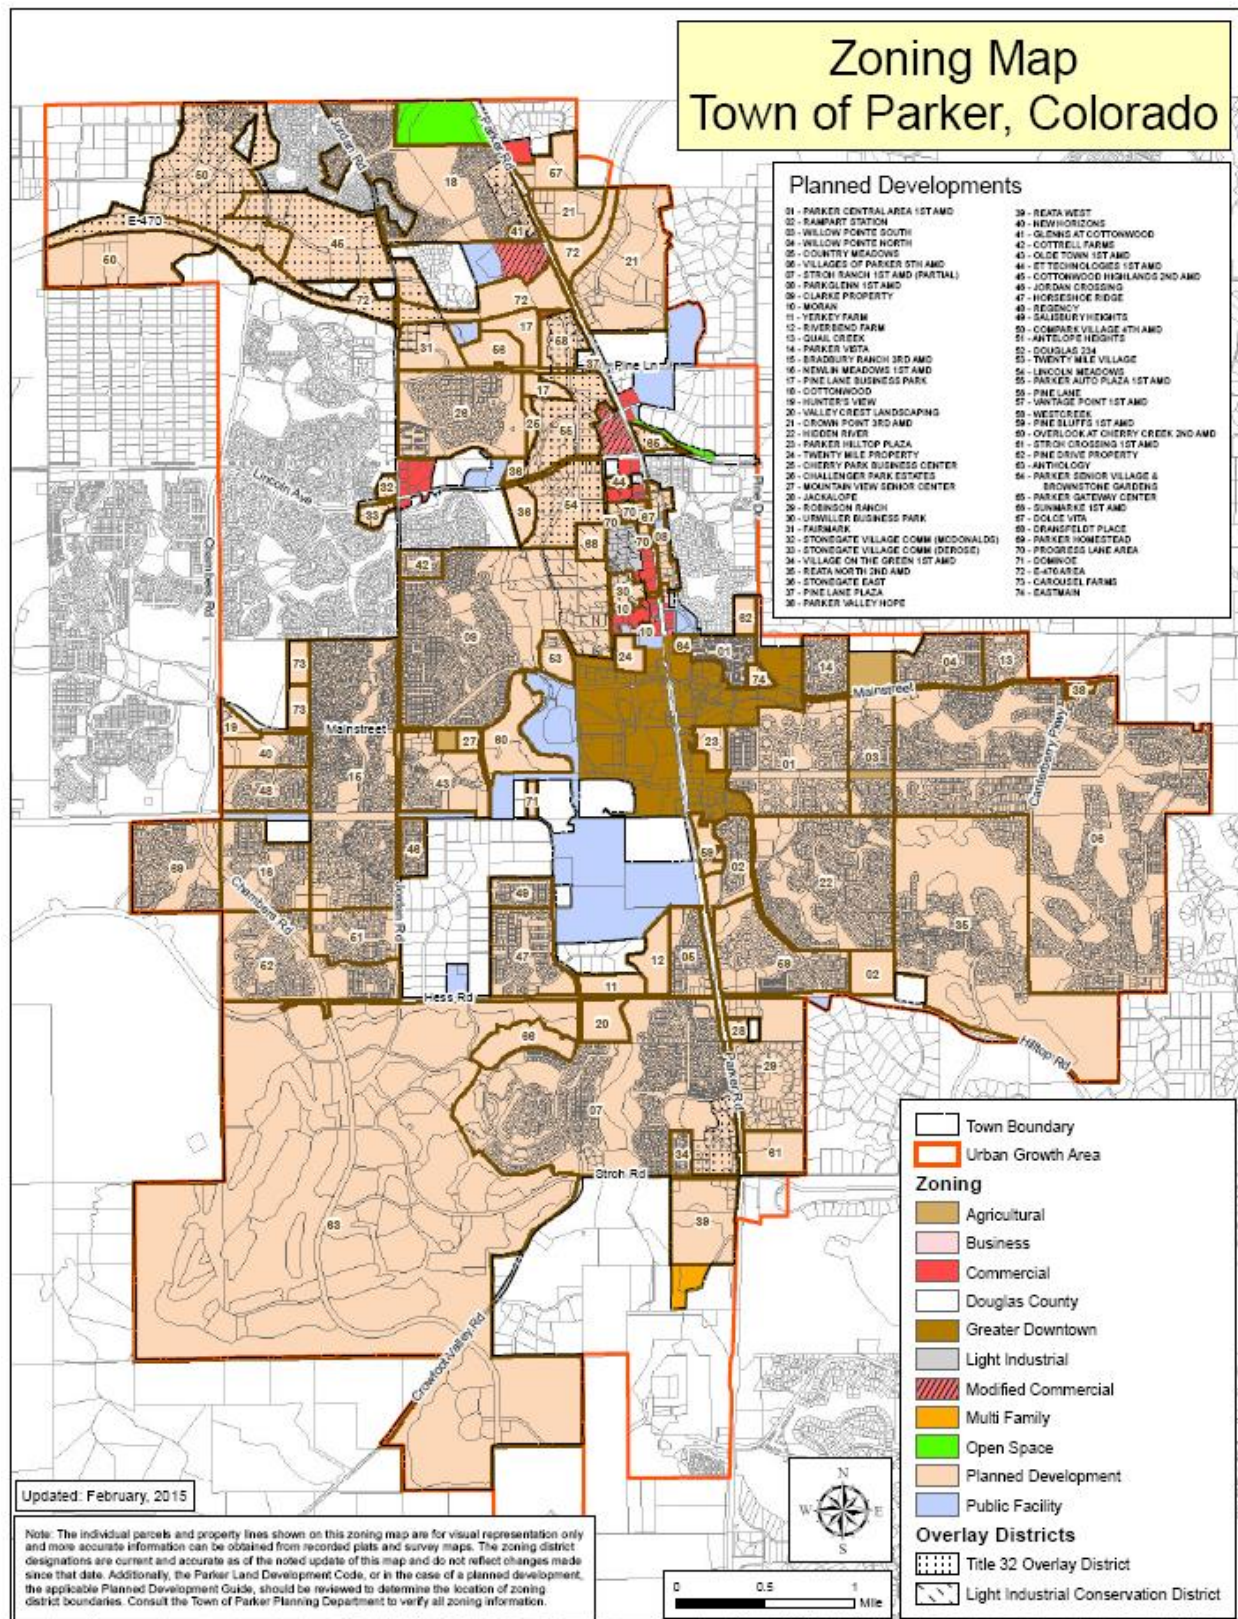 Zoning Map
Town of Parker, Colorado
Planned Developments
01 - PARKER CENTRAL AREA 1ST AMD
02 - RAMPART STATION
03 - WILLOW POINTE SOUTH
04 - WILLOW POINTE NORTH
05 - COUNTRY MEADOWS
06 - VILLAGES OF PARKER 5TH AMD
07 - STROH RANCH 1ST AMD (PARTIAL)
08 - PARKGLENN 1ST AMD
09 - CLARKE PROPERTY
10 - MORAN
11 - YERKEY FARM
12 - RIVERBEND FARM
13 - QUAIL CREEK
14 - PARKER VISTA
15 - BRADBURY RANCH 3RD AMD
16 - NEWLIN MEADOWS 1ST AMD
17 - PINE LANE BUSINESS PARK
18 - COTTONWOOD
19 - HUNTER'S VIEW
20 - VALLEY CREST LANDSCAPING
21 - CROWN POINT 3RD AMD
22 - HIDDEN RIVER
23 - PARKER HILLTOP PLAZA
24 - TWENTY MILE PROPERTY
25 - CHERRY PARK BUSINESS CENTER
26 - CHALLENGER PARK ESTATES
27 - MOUNTAIN VIEW SENIOR CENTER
28 - JACKALOPE
29 - ROBINSON RANCH
30 - URWILLER BUSINESS PARK
31 - FAIRMARK
32 - STONEGATE VILLAGE COMM (MCDONALDS)
33 - STONEGATE VILLAGE COMM (DEROSE)
34 - VILLAGE ON THE GREEN 1ST AMD
35 - REATA NORTH 2ND AMD
36 - STONEGATE EAST
37 - PINE LANE PLAZA
38 - PARKER VALLEY HOPE
39 - REATA WEST
40 - NEW HORIZONS
41 - GLENNS AT COTTONWOOD
42 - COTTRELL FARMS
43 - OLDE TOWN 1ST AMD
44 - ET TECHNOLOGIES 1ST AMD
45 - COTTONWOOD HIGHLANDS 2ND AMD
46 - JORDAN CROSSING
47 - HORSESHOE RIDGE
48 - REGENCY
49 - SALISBURY HEIGHTS
50 - COMPARK VILLAGE 4TH AMD
51 - ANTELOPE HEIGHTS
52 - DOUGLAS 234
53 - TWENTY MILE VILLAGE
54 - LINCOLN MEADOWS
55 - PARKER AUTO PLAZA 1ST AMD
56 - PINE LANE
57 - VANTAGE POINT 1ST AMD
58 - WESTCREEK
59 - PINE BLUFFS 1ST AMD
60 - OVERLOOK AT CHERRY CREEK 2ND AMD
61 - STROH CROSSING 1ST AMD
62 - PINE DRIVE PROPERTY
63 - ANTHOLOGY
64 - PARKER SENIOR VILLAGE &
BROWNSTONE GARDENS
65 - PARKER GATEWAY CENTER
66 - SUNMARKE 1ST AMD
67 - DOLCE VITA
68 - DRANSFELDT PLACE
69 - PARKER HOMESTEAD
70 - PROGRESS LANE AREA
71 - DOMINOE
72 - E-470 AREA
73 - CAROUSEL FARMS
74 - EASTMAIN
Jordan Rd
Parker Rd
E-470
Pine Ln
Lincoln Ave
Chambers Rd
Pine Dr
Mainstreet
Mainstreet
Canterberry Pkwy
Chambers Rd
Jordan Rd
Hess Rd
Hilltop Rd
Parker Rd
Stroh Rd
Crowfoot Valley Rd
Town Boundary
Urban Growth Area
Zoning
Agricultural
Business
Commercial
Douglas County
Greater Downtown
Light Industrial
Modified Commercial
Multi Family
Open Space
Planned Development
Public Facility
Overlay Districts
Title 32 Overlay District
Light Industrial Conservation District
N
W E
S
0 0.5 1
Mile
Updated: February, 2015
Note: The individual parcels and property lines shown on this zoning map are for visual representation only
and more accurate information can be obtained from recorded plats and survey maps. The zoning district
designations are current and accurate as of the noted update of this map and do not reflect changes made
since that date. Additionally, the Parker Land Development Code, or in the case of a planned development,
the applicable Planned Development Guide, should be reviewed to determine the location of zoning
district boundaries. Consult the Town of Parker Planning Department to verify all zoning information.